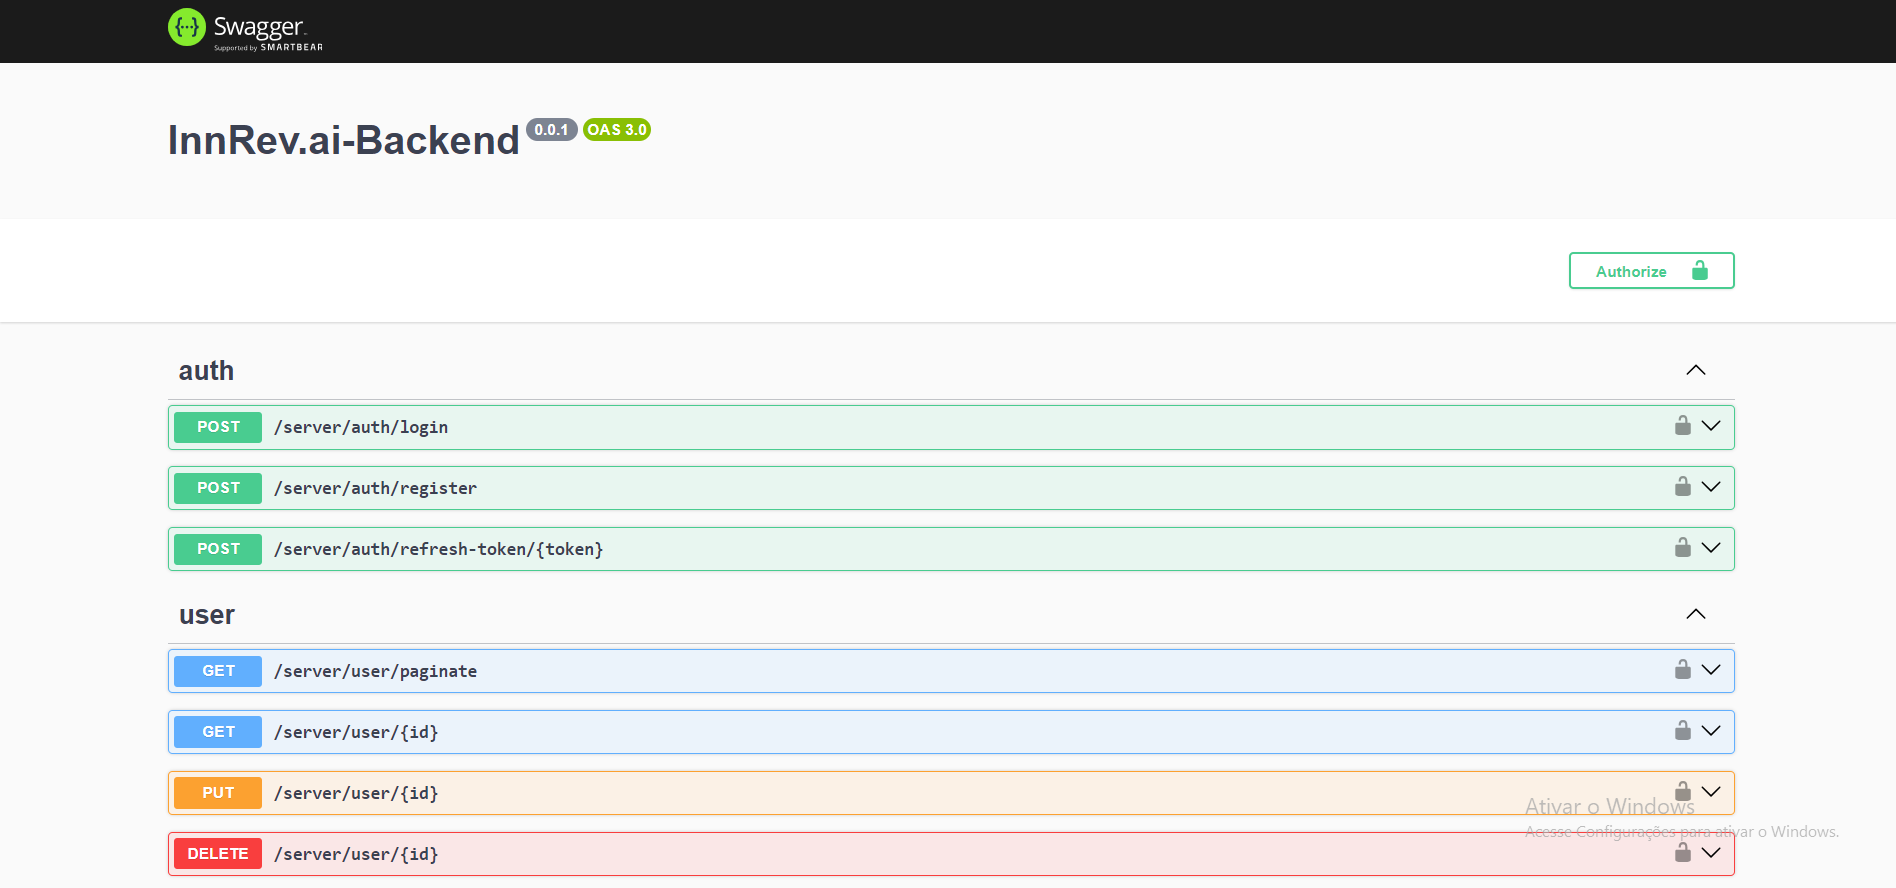 Swagger
Supported by SMARTBEAR
InnRev.ai-Backend 0.0.1 OAS 3.0
Authorize
auth
POST /server/auth/login
POST /server/auth/register
POST /server/auth/refresh-token/{token}
user
GET /server/user/paginate
GET /server/user/{id}
PUT /server/user/{id}
Ativar o Windows
Acesse Configurações para ativar o Windows.
DELETE /server/user/{id}